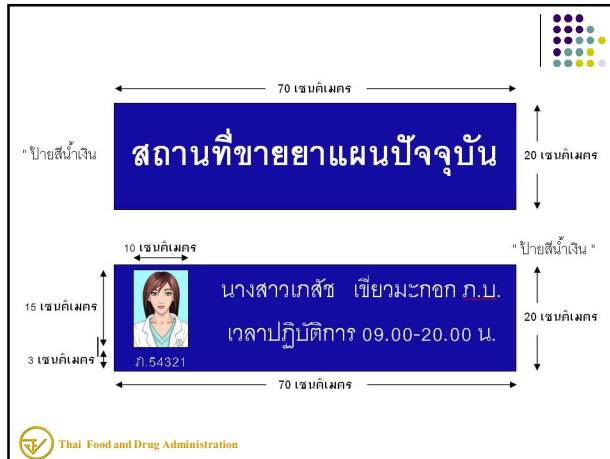 70 เซนติเมตร
" ป้ายสีน้ำเงิน
สถานที่ขายยาแผนปัจจุบัน
20 เซนติเมตร
10 เซนติเมตร
" ป้ายสีน้ำเงิน "
15 เซนติเมตร
นางสาวเภสัช เขี่ยวมะกอก ภ.บ.
20 เซนติเมตร
เวลาปฏิบัติการ 09.00-20.00 น.
3 เซนติเมตร
ภ.54321
70 เซนติเมตร
Thai Food and Drug Administration